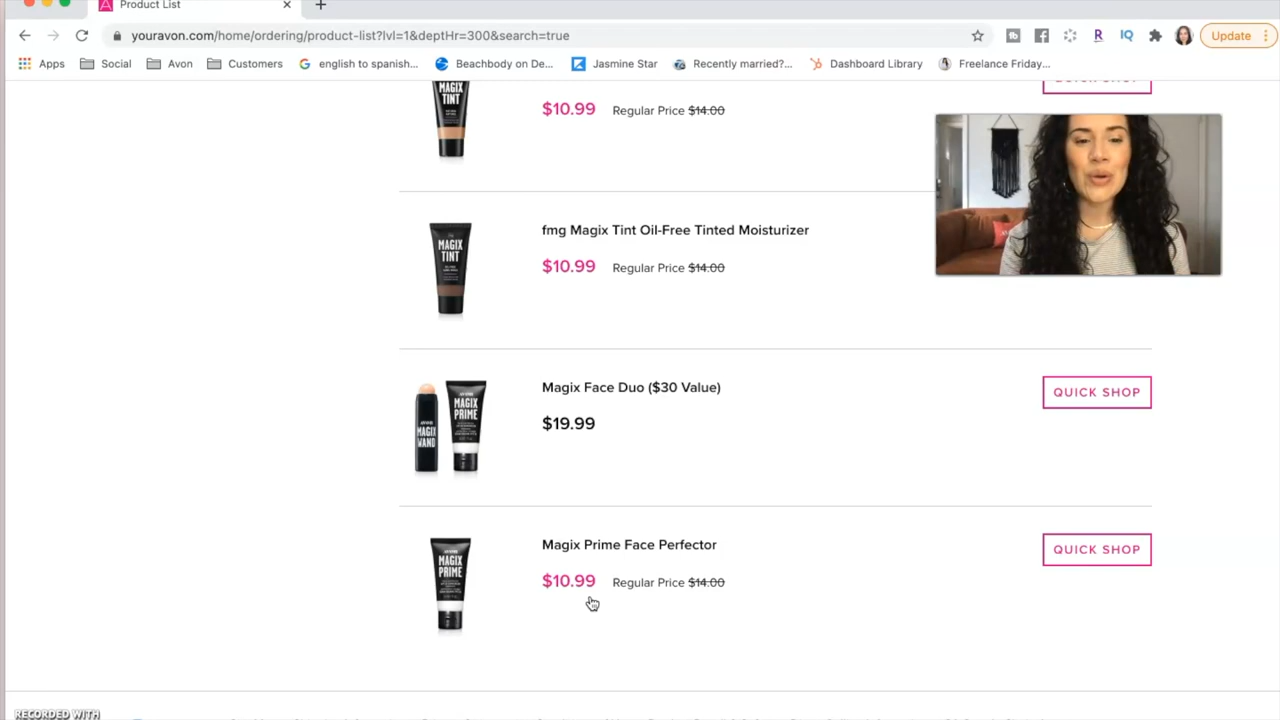 Product List
youravon.com/home/ordering/product-list?lvl=1&deptHr=300&search=true
Update
Apps Social Avon Customers english to spanish... Beachbody on De... Jasmine Star Recently married?... Dashboard Library Freelance Friday...
QUICK SHOP
MAGIX
TINT
$10.99 Regular Price $14.00
fmg Magix Tint Oil-Free Tinted Moisturizer
$10.99 Regular Price $14.00
MAGIX
TINT
Magix Face Duo ($30 Value)
$19.99
QUICK SHOP
MAGIX
WAND
MAGIX
PRIME
Magix Prime Face Perfector
$10.99 Regular Price $14.00
QUICK SHOP
MAGIX
PRIME
RECORDED WITH